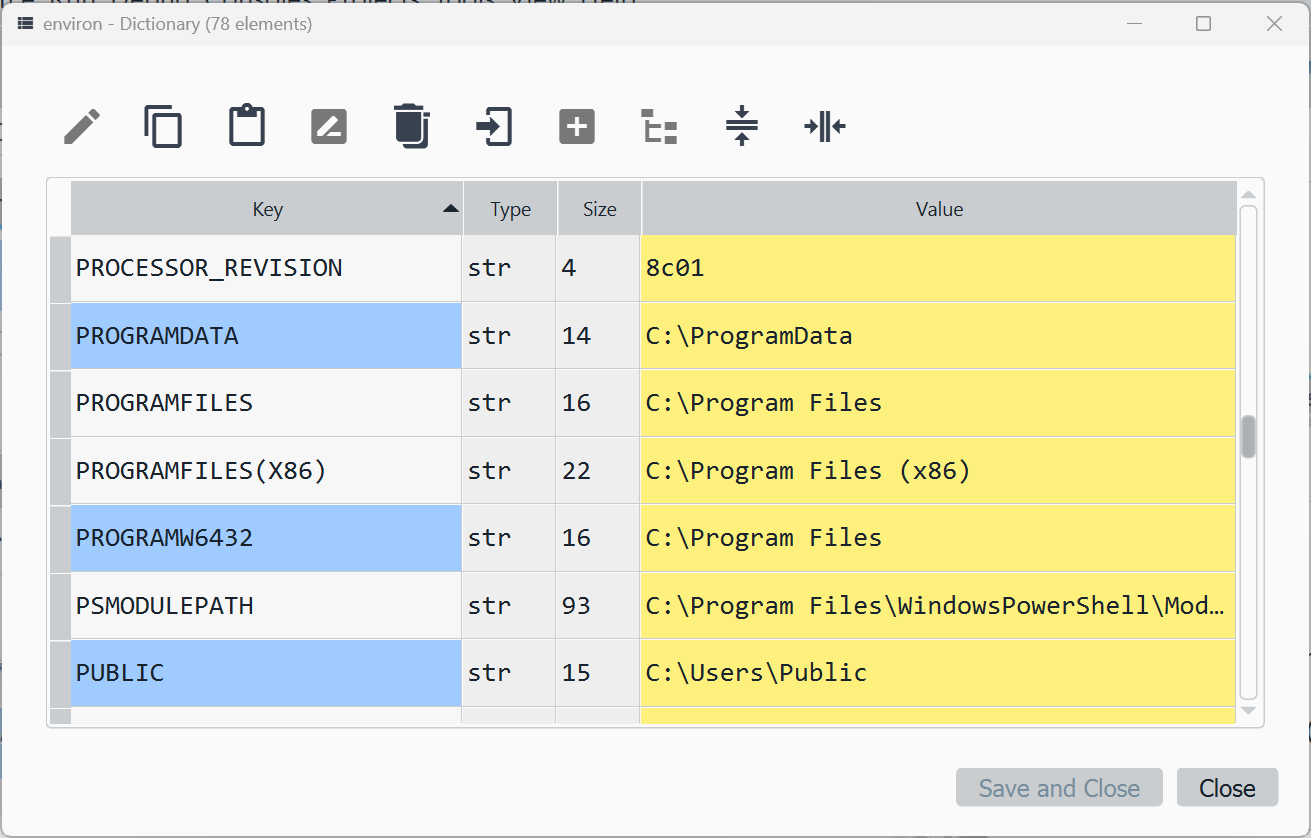 environ - Dictionary (78 elements)
Key Type Size Value
PROCESSOR_REVISION str 4 8c01
PROGRAMDATA str 14 C:\ProgramData
PROGRAMFILES str 16 C:\Program Files
PROGRAMFILES(X86) str 22 C:\Program Files (x86)
PROGRAMW6432 str 16 C:\Program Files
PSMODULEPATH str 93 C:\Program Files\WindowsPowerShell\Mod…
PUBLIC str 15 C:\Users\Public
Save and Close Close